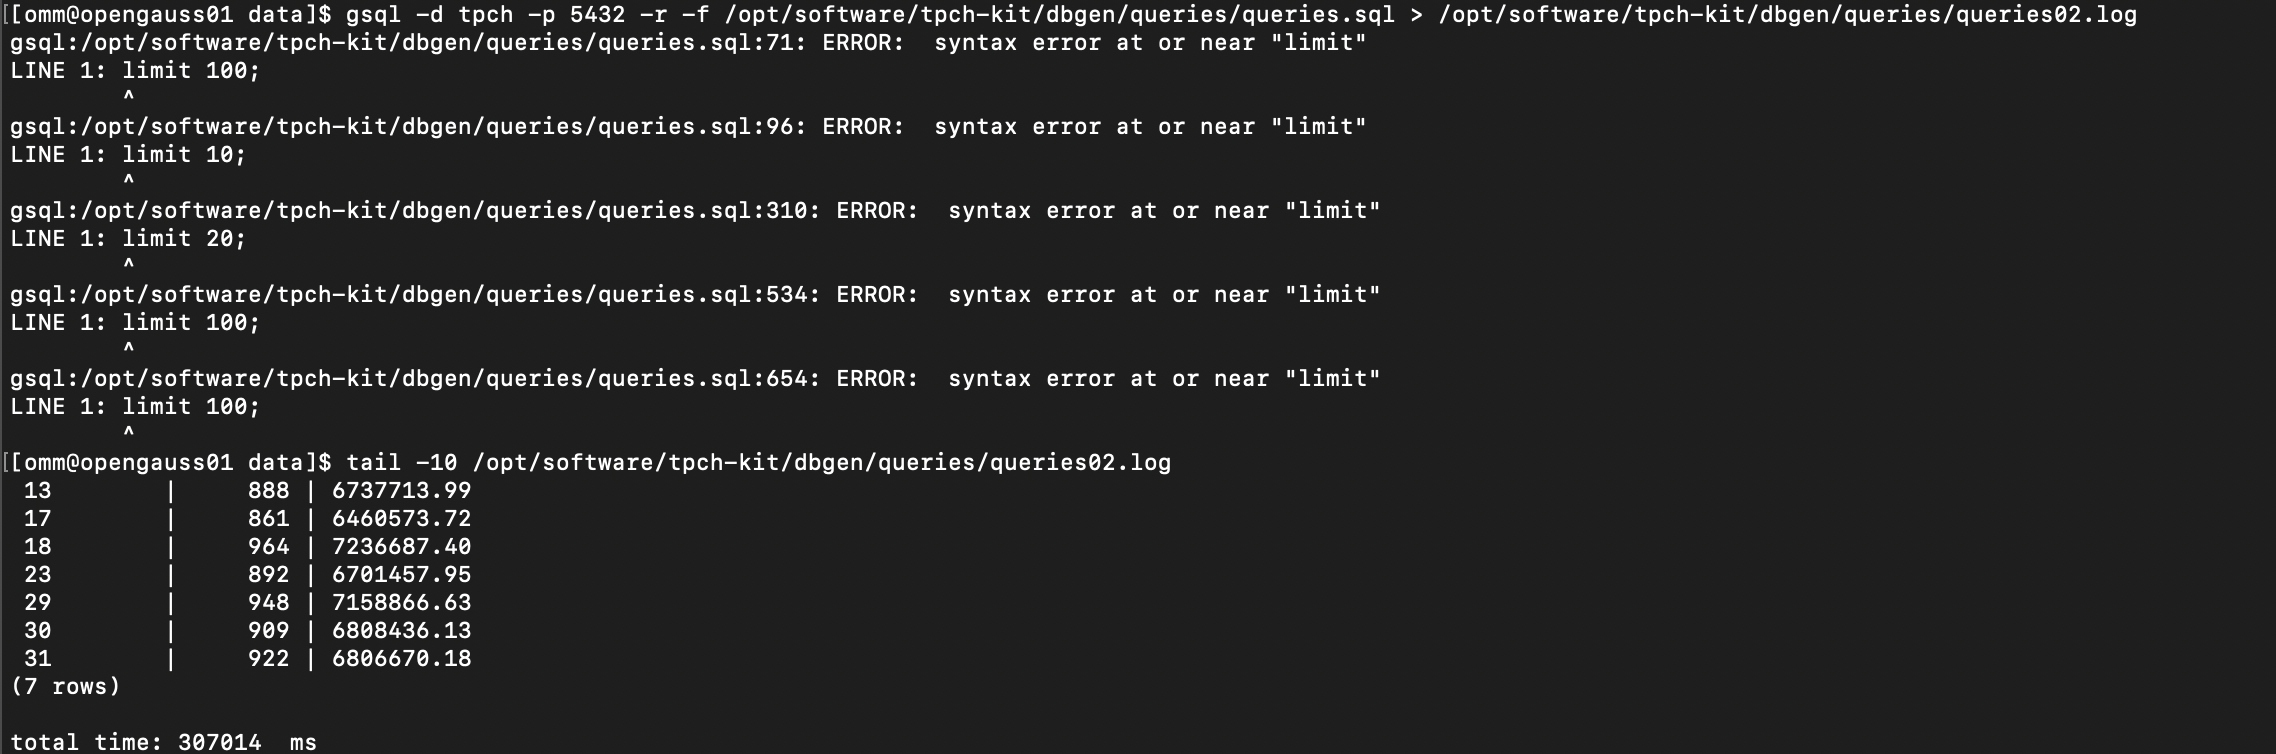 [[omm@opengauss01 data]$ gsql -d tpch -p 5432 -r -f /opt/software/tpch-kit/dbgen/queries/queries.sql > /opt/software/tpch-kit/dbgen/queries/queries02.log
gsql:/opt/software/tpch-kit/dbgen/queries/queries.sql:71: ERROR:  syntax error at or near "limit"
LINE 1: limit 100;
        ^
gsql:/opt/software/tpch-kit/dbgen/queries/queries.sql:96: ERROR:  syntax error at or near "limit"
LINE 1: limit 10;
        ^
gsql:/opt/software/tpch-kit/dbgen/queries/queries.sql:310: ERROR:  syntax error at or near "limit"
LINE 1: limit 20;
        ^
gsql:/opt/software/tpch-kit/dbgen/queries/queries.sql:534: ERROR:  syntax error at or near "limit"
LINE 1: limit 100;
        ^
gsql:/opt/software/tpch-kit/dbgen/queries/queries.sql:654: ERROR:  syntax error at or near "limit"
LINE 1: limit 100;
        ^
[[omm@opengauss01 data]$ tail -10 /opt/software/tpch-kit/dbgen/queries/queries02.log
 13        |     888 | 6737713.99
 17        |     861 | 6460573.72
 18        |     964 | 7236687.40
 23        |     892 | 6701457.95
 29        |     948 | 7158866.63
 30        |     909 | 6808436.13
 31        |     922 | 6806670.18
(7 rows)
total time: 307014  ms